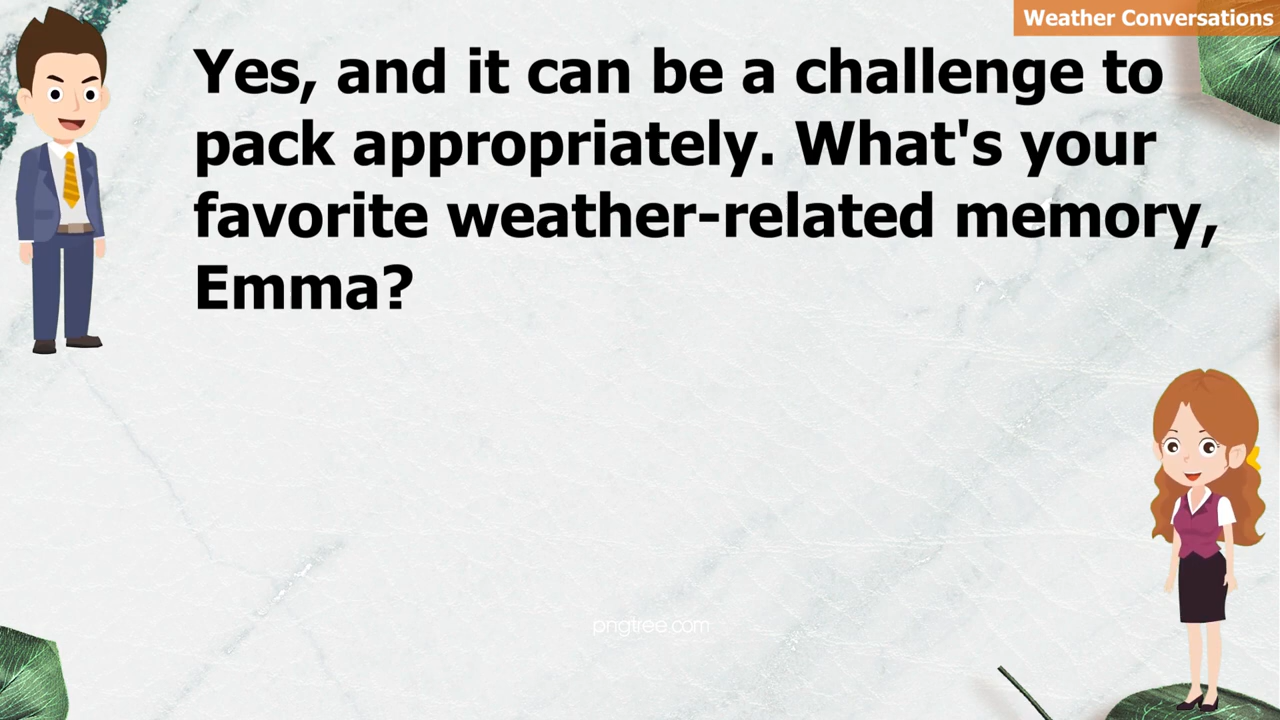 Weather Conversations
Yes, and it can be a challenge to
pack appropriately. What's your
favorite weather-related memory,
Emma?
pngtree.com